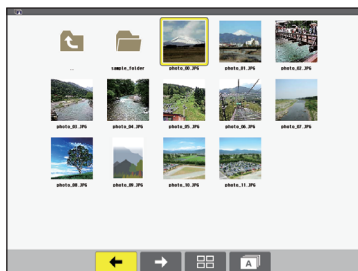 ..
sample_folder
photo_00.JPG
photo_01.JPG
photo_02.JPG
photo_03.JPG
photo_04.JPG
photo_05.JPG
photo_06.JPG
photo_07.JPG
photo_08.JPG
photo_09.JPG
photo_10.JPG
photo_11.JPG
A